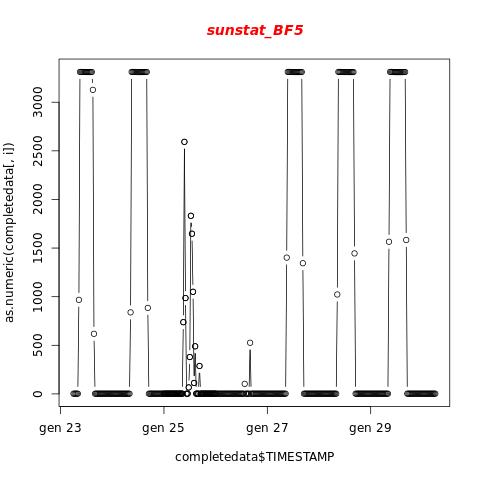 sunstat_BF5
as.numeric(completedata[, i])
3000
2500
2000
1500
1000
500
0
gen 23 gen 25 gen 27 gen 29
completedata$TIMESTAMP